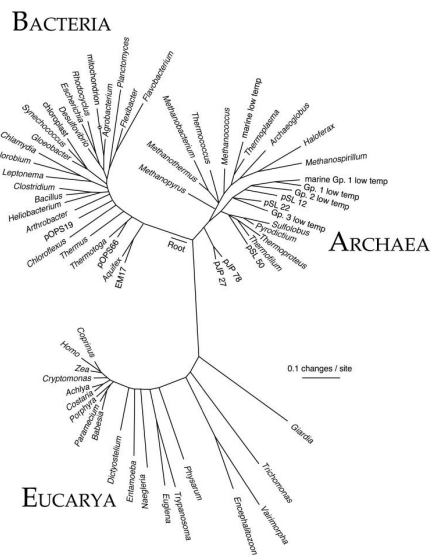 BACTERIA
Flavobacterium
Flexibacter
Planctomyces
Agrobacterium
mitochondrion
Rhodocyclus
Escherichia
Desulfovibrio
chloroplast
Synechococcus
Gloeobacter
Chlamydia
Chlorobium
Leptonema
Clostridium
Bacillus
Heliobacterium
Arthrobacter
pOPS19
Chloroflexus
Thermus
Thermotoga
pOPS66
Aquifex
EM17
Root
Methanopyrus
Methanothermus
Methanobacterium
Thermococcus
Methanococcus
marine low temp
Thermoplasma
Archaeoglobus
Haloferax
Methanospirillum
marine Gp. 1 low temp
Gp. 1 low temp
Gp. 2 low temp
pSL 12
pSL 22
Gp. 3 low temp
Sulfolobus
Pyrodictium
Thermoproteus
Thermofilum
pSL 50
pJP 78
pJP 27
ARCHAEA
0.1 changes / site
Coprinus
Homo
Zea
Cryptomonas
Achlya
Costaria
Porphyra
Paramecium
Babesia
Dictyostelium
Entamoeba
Naegleria
Euglena
Trypanosoma
Physarum
Encephalitozoon
Vairimorpha
Trichomonas
Giardia
EUCARYA